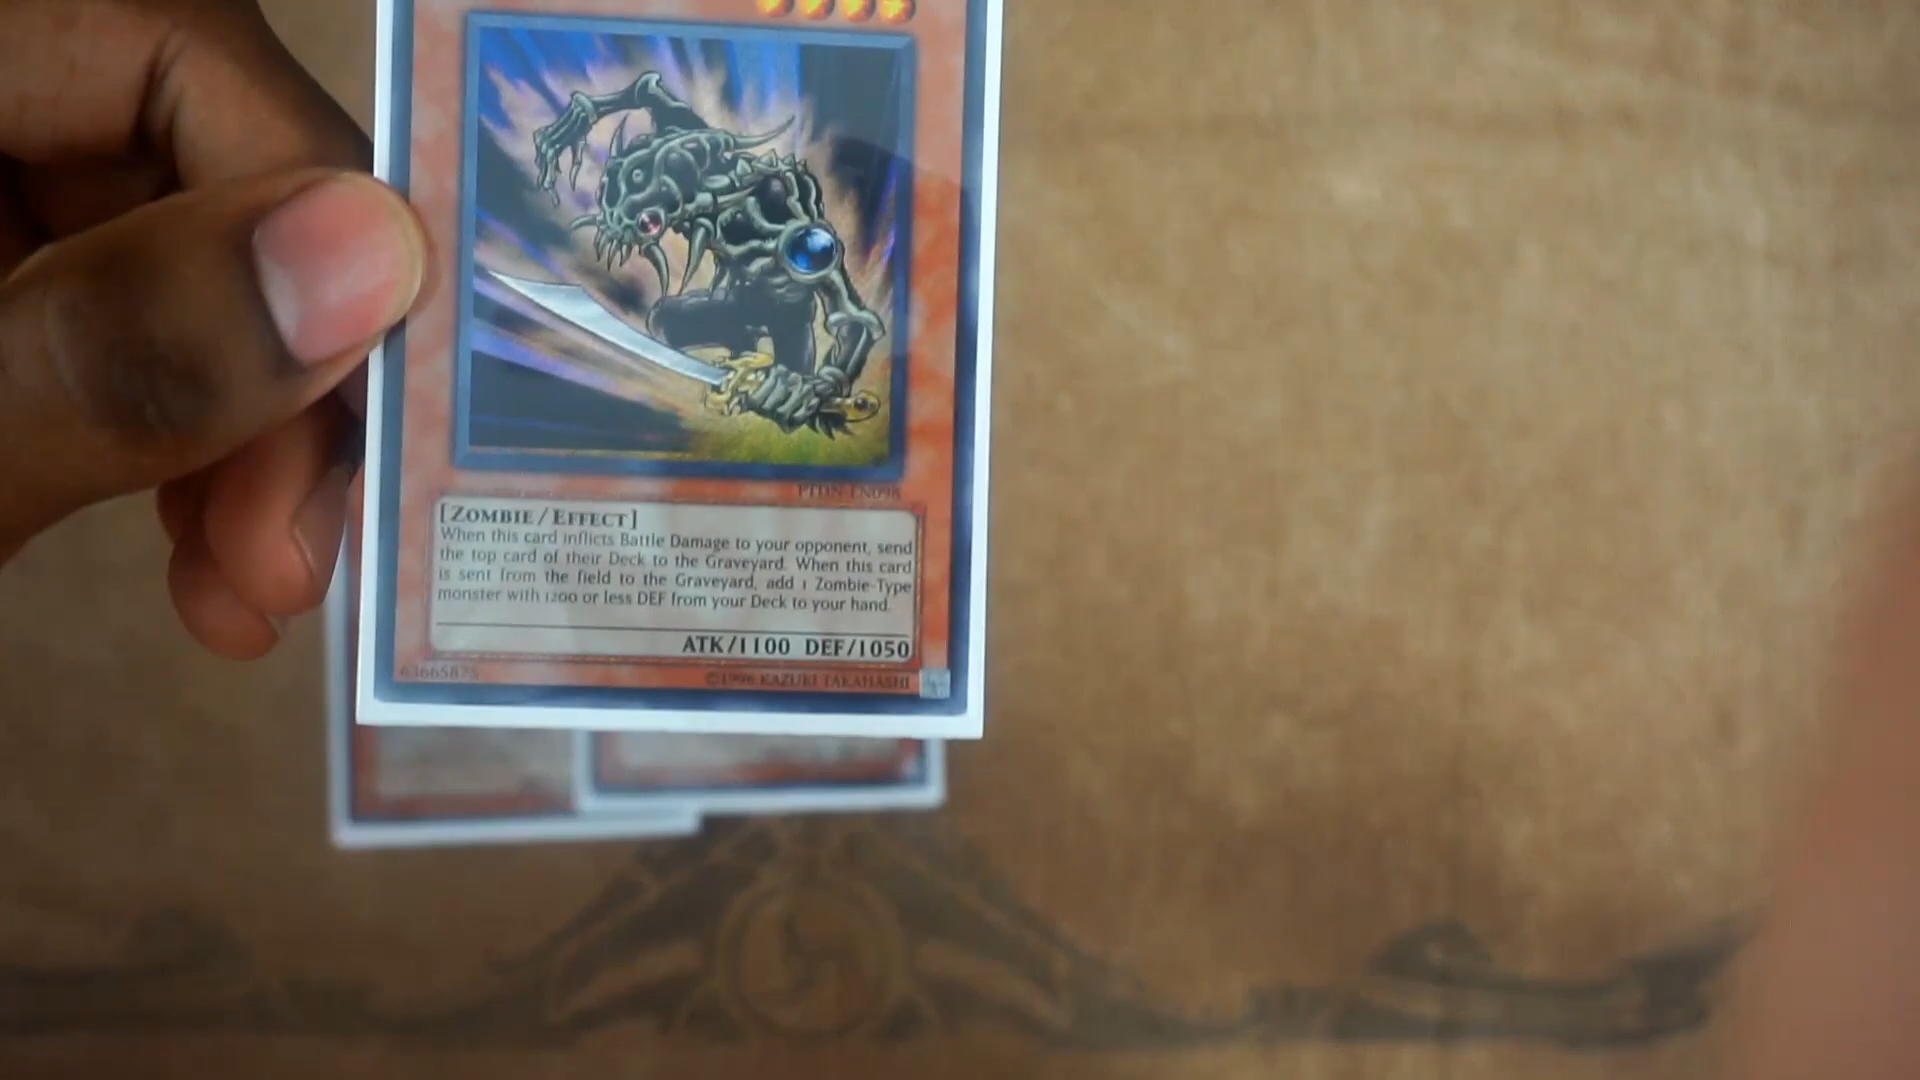 PTDN-EN098
[ZOMBIE/EFFECT]
When this card inflicts Battle Damage to your opponent, send
the top card of their Deck to the Graveyard. When this card
is sent from the field to the Graveyard, add 1 Zombie-Type
monster with 1200 or less DEF from your Deck to your hand.
ATK/1100 DEF/1050
63665875
©1996 KAZUKI TAKAHASHI